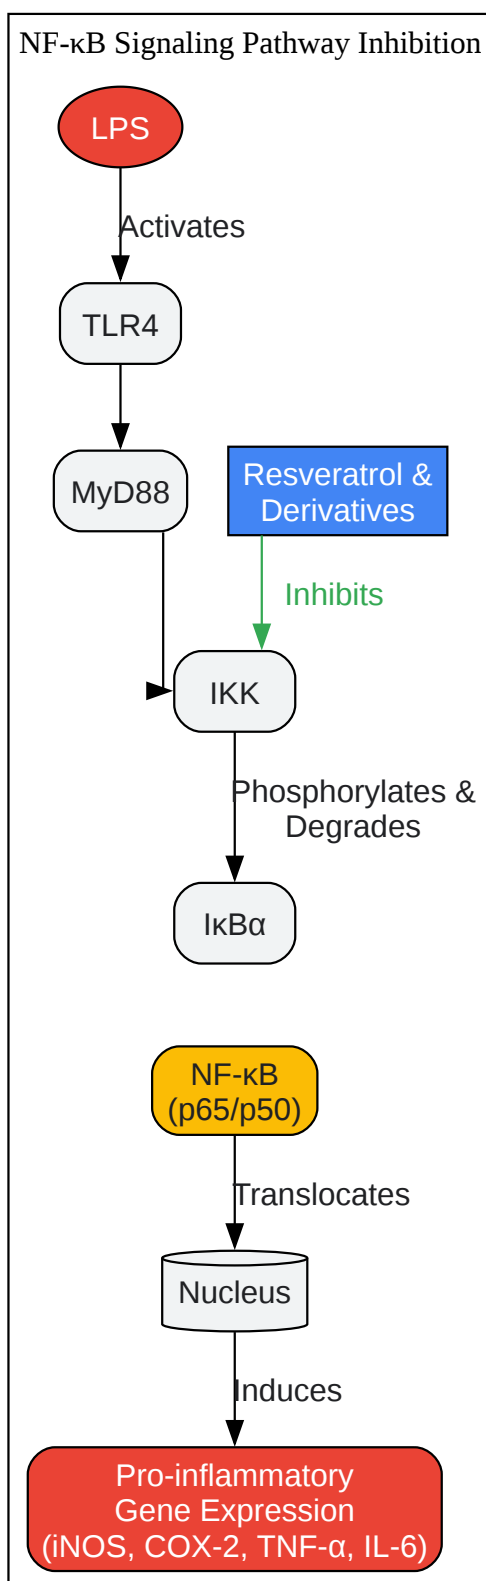 NF-κB Signaling Pathway Inhibition
LPS
Activates
TLR4
MyD88
Resveratrol &
Derivatives
Inhibits
IKK
Phosphorylates &
Degrades
IκBα
NF-κB
(p65/p50)
Translocates
Nucleus
Induces
Pro-inflammatory
Gene Expression
(iNOS, COX-2, TNF-α, IL-6)